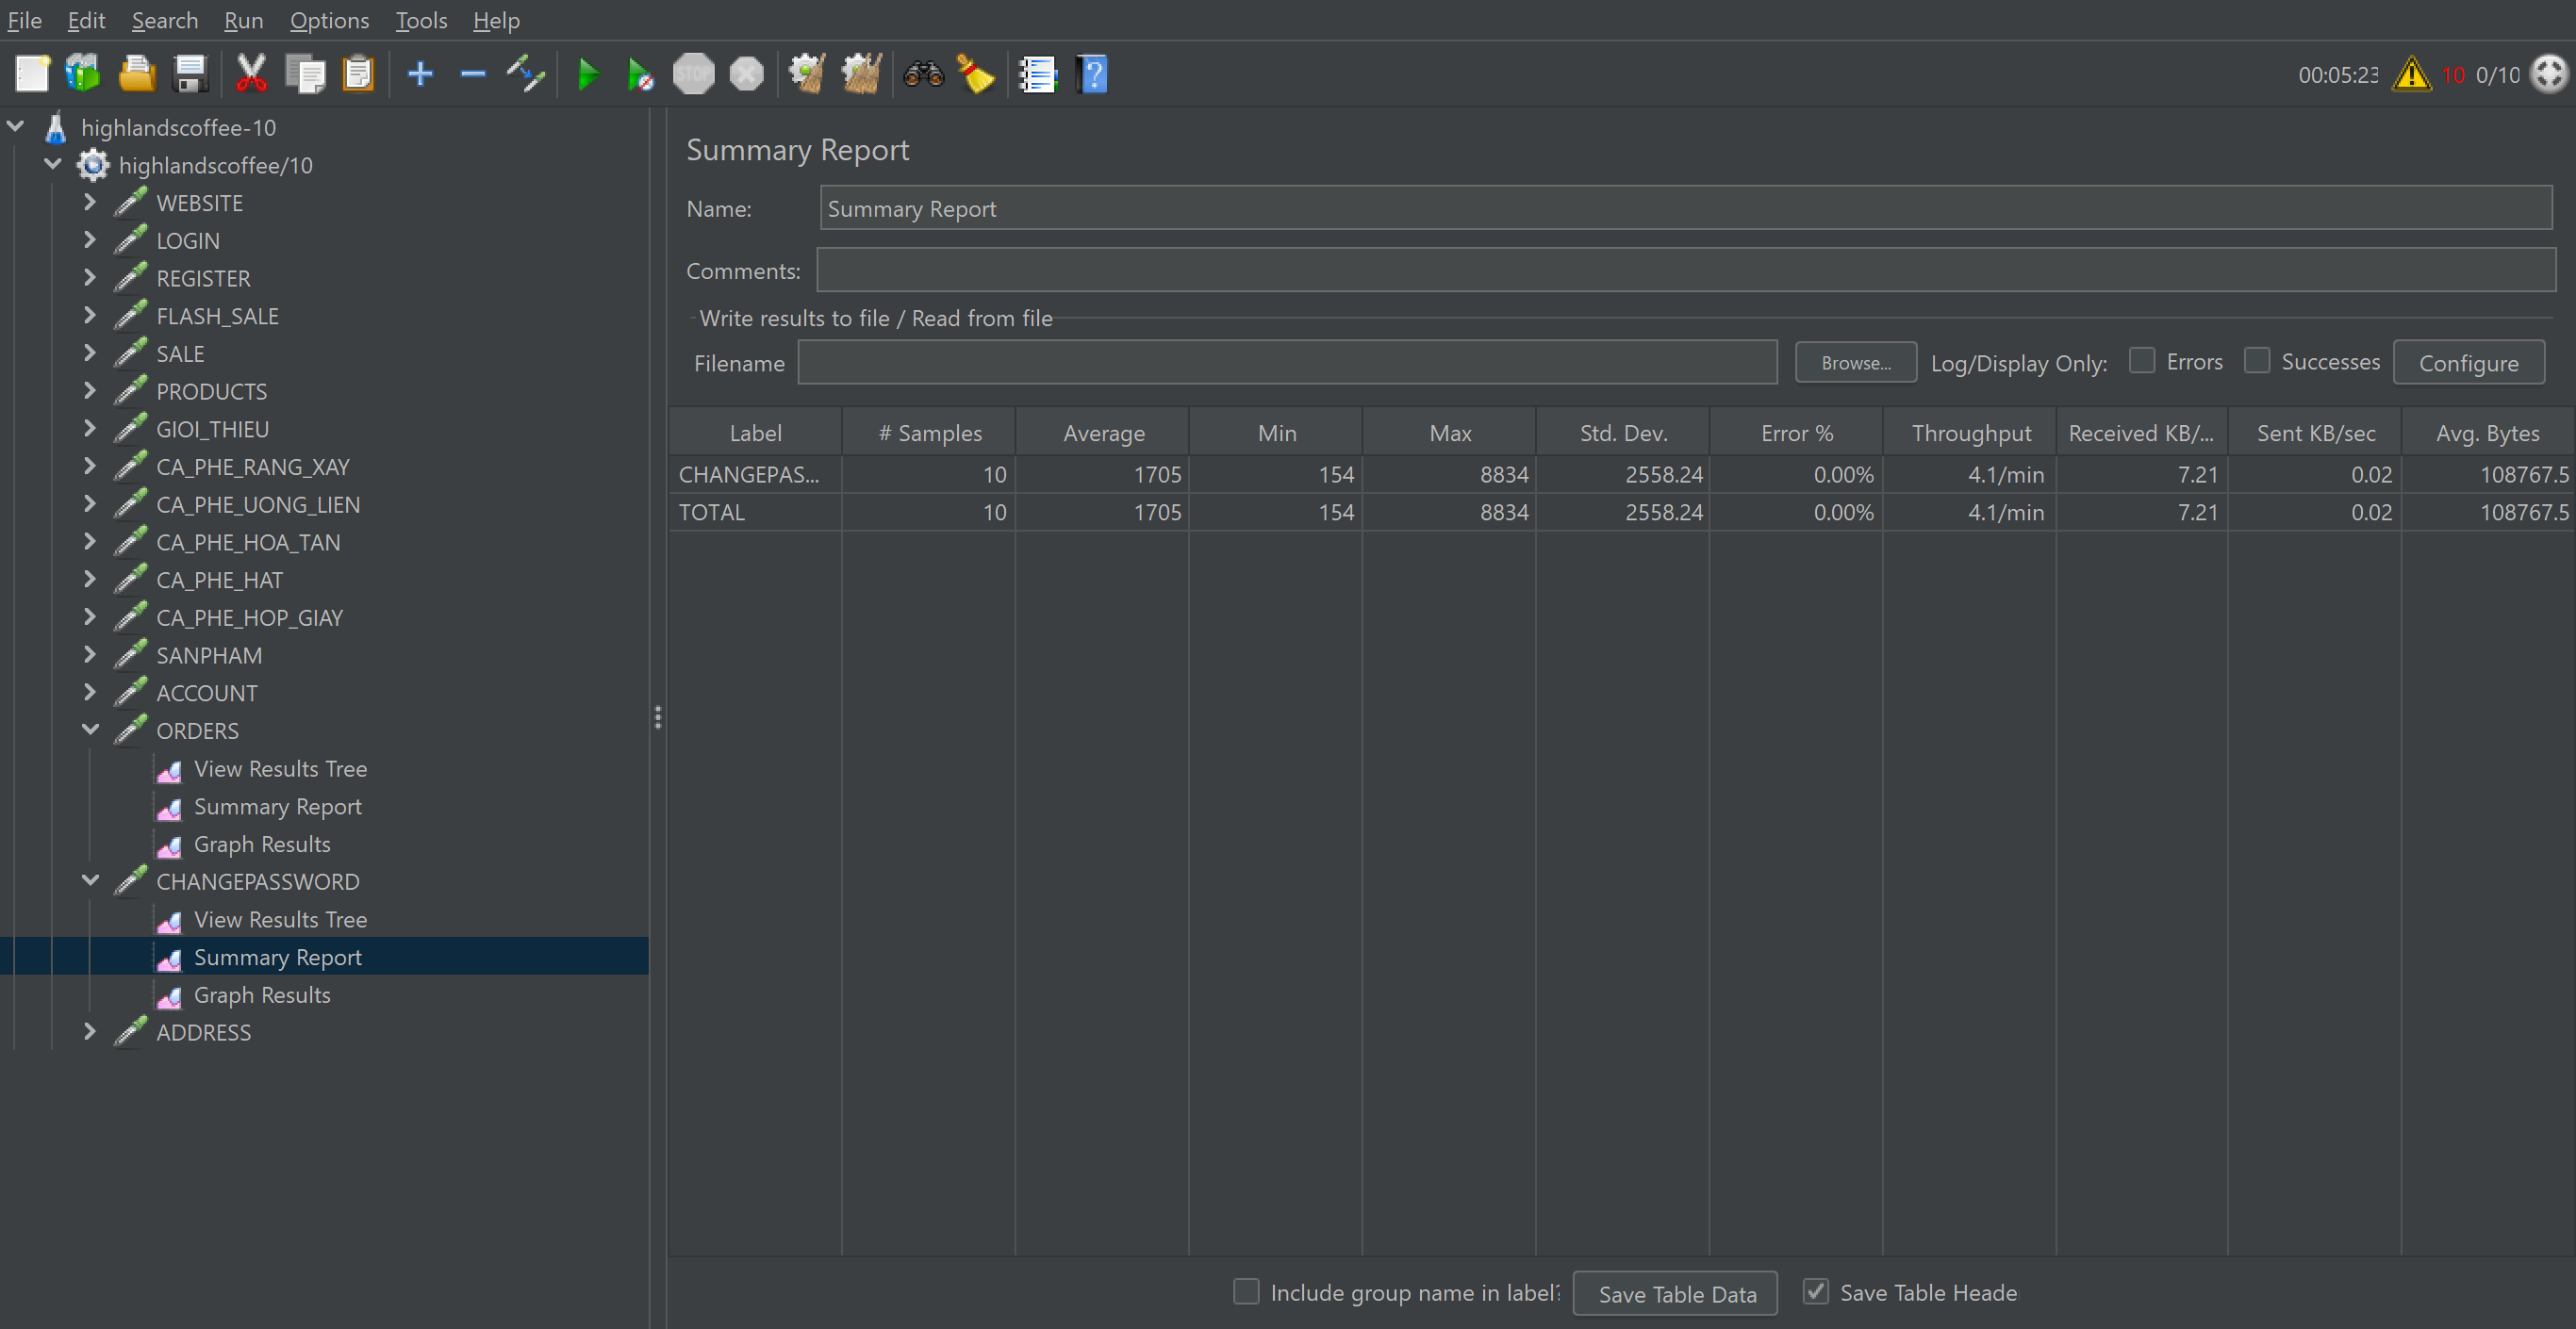 File Edit Search Run Options Tools Help
STOP
00:05:23 10 0/10
highlandscoffee-10
highlandscoffee/10
WEBSITE
LOGIN
REGISTER
FLASH_SALE
SALE
PRODUCTS
GIOI_THIEU
CA_PHE_RANG_XAY
CA_PHE_UONG_LIEN
CA_PHE_HOA_TAN
CA_PHE_HAT
CA_PHE_HOP_GIAY
SANPHAM
ACCOUNT
ORDERS
View Results Tree
Summary Report
Graph Results
CHANGEPASSWORD
View Results Tree
Summary Report
Graph Results
ADDRESS
Summary Report
Name: Summary Report
Comments:
Write results to file / Read from file
Filename Browse... Log/Display Only: Errors Successes Configure
Label # Samples Average Min Max Std. Dev. Error % Throughput Received KB/... Sent KB/sec Avg. Bytes
CHANGEPAS... 10 1705 154 8834 2558.24 0.00% 4.1/min 7.21 0.02 108767.5
TOTAL 10 1705 154 8834 2558.24 0.00% 4.1/min 7.21 0.02 108767.5
Include group name in label? Save Table Data Save Table Heade